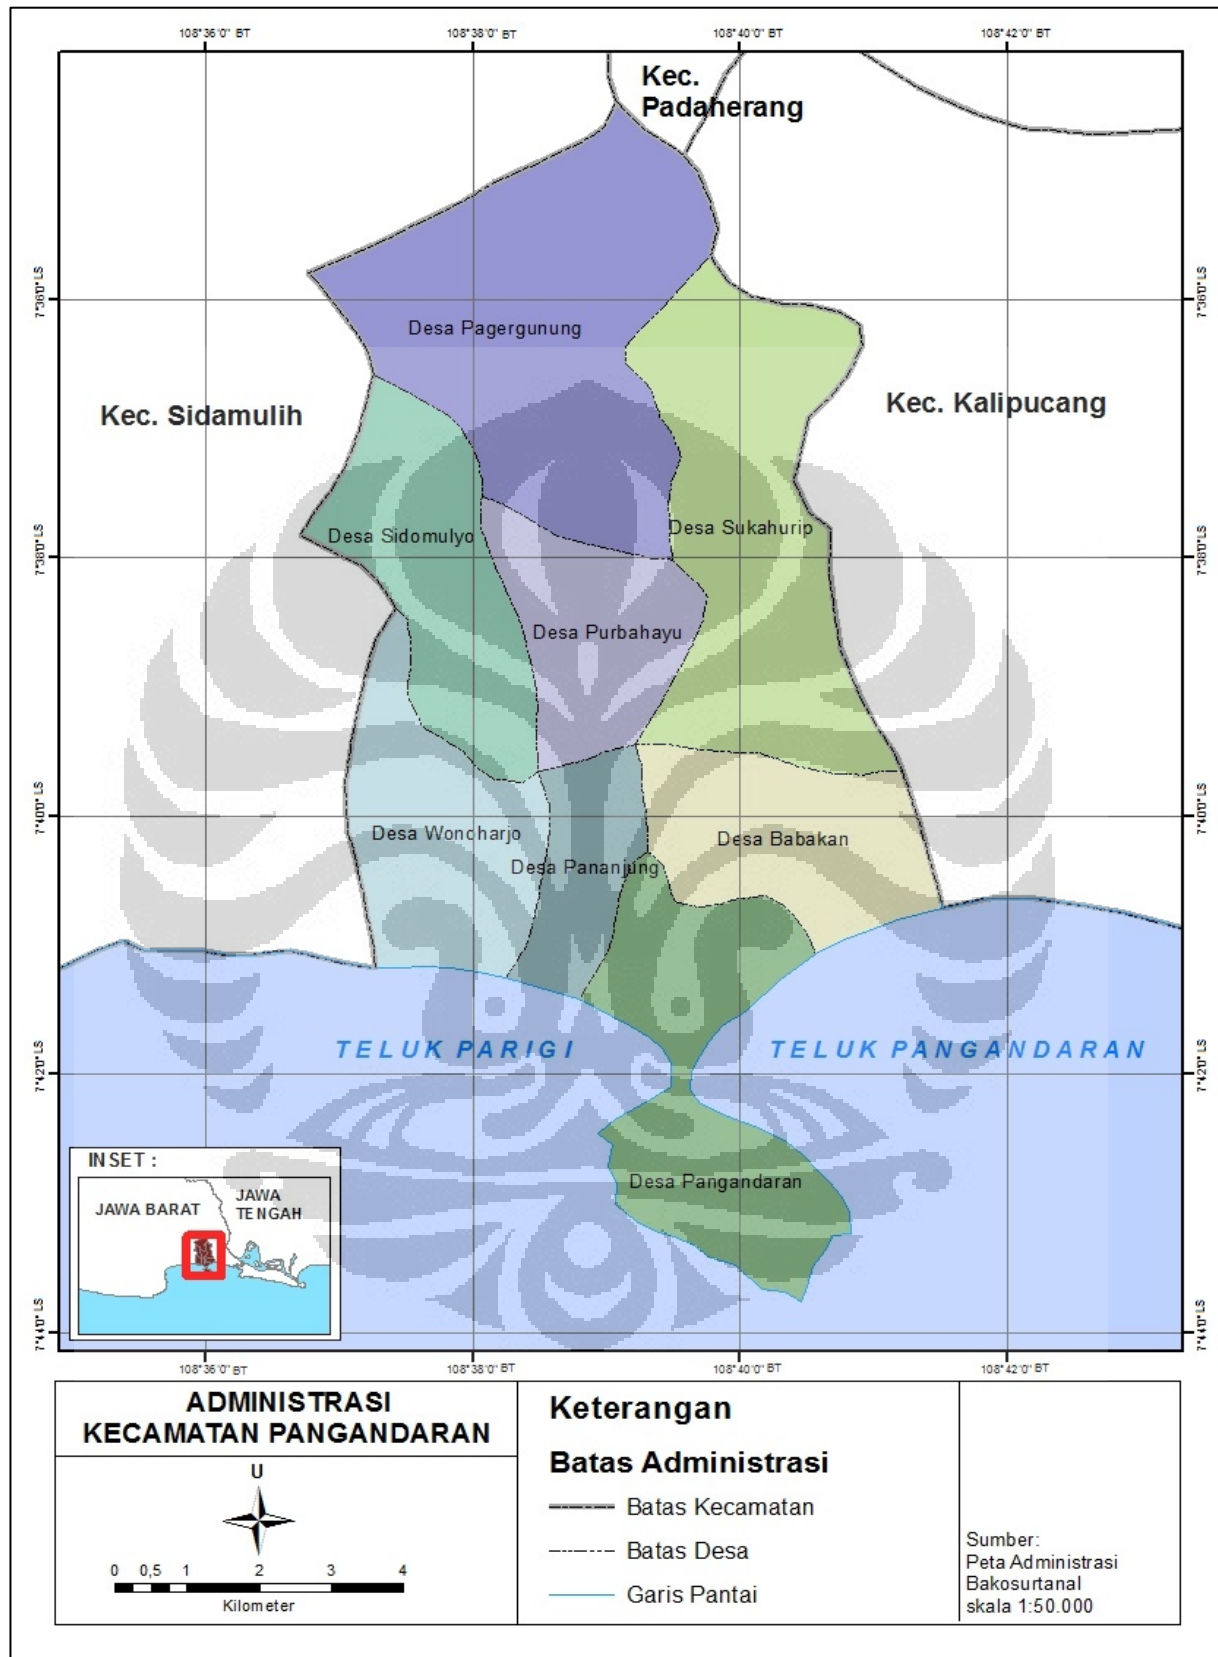 108°36'0" BT
108°38'0" BT
108°40'0" BT
108°42'0" BT
Kec.
Padaherang
7°36'0" LS
7°36'0" LS
Desa Pagergunung
Kec. Sidamulih
Kec. Kalipucang
Desa Sukahurip
Desa Sidomulyo
7°38'0" LS
7°38'0" LS
Desa Purbahayu
7°40'0" LS
7°40'0" LS
Desa Wonoharjo
Desa Babakan
Desa Pananjung
TELUK PARIGI
TELUK PANGANDARAN
7°42'0" LS
7°42'0" LS
Desa Pangandaran
INSET :
JAWA BARAT
JAWA
TENGAH
7°44'0" LS
7°44'0" LS
108°36'0" BT
108°38'0" BT
108°40'0" BT
108°42'0" BT
ADMINISTRASI
KECAMATAN PANGANDARAN
U
0 0,5 1 2 3 4
Kilometer
Keterangan
Batas Administrasi
Batas Kecamatan
Batas Desa
Garis Pantai
Sumber:
Peta Administrasi
Bakosurtanal
skala 1:50.000